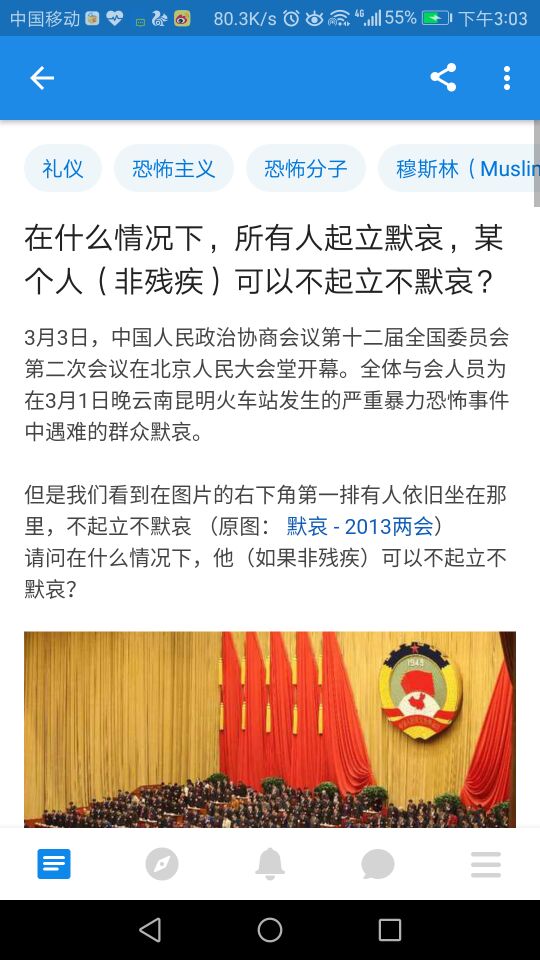 中国移动 80.3K/s 4G 55% 下午3:03
礼仪 恐怖主义 恐怖分子 穆斯林（Muslin
在什么情况下，所有人起立默哀，某
个人（非残疾）可以不起立不默哀？
3月3日，中国人民政治协商会议第十二届全国委员会
第二次会议在北京人民大会堂开幕。全体与会人员为
在3月1日晚云南昆明火车站发生的严重暴力恐怖事件
中遇难的群众默哀。
但是我们看到在图片的右下角第一排有人依旧坐在那
里，不起立不默哀 （原图： 默哀 - 2013两会）
请问在什么情况下，他（如果非残疾）可以不起立不
默哀？
1949